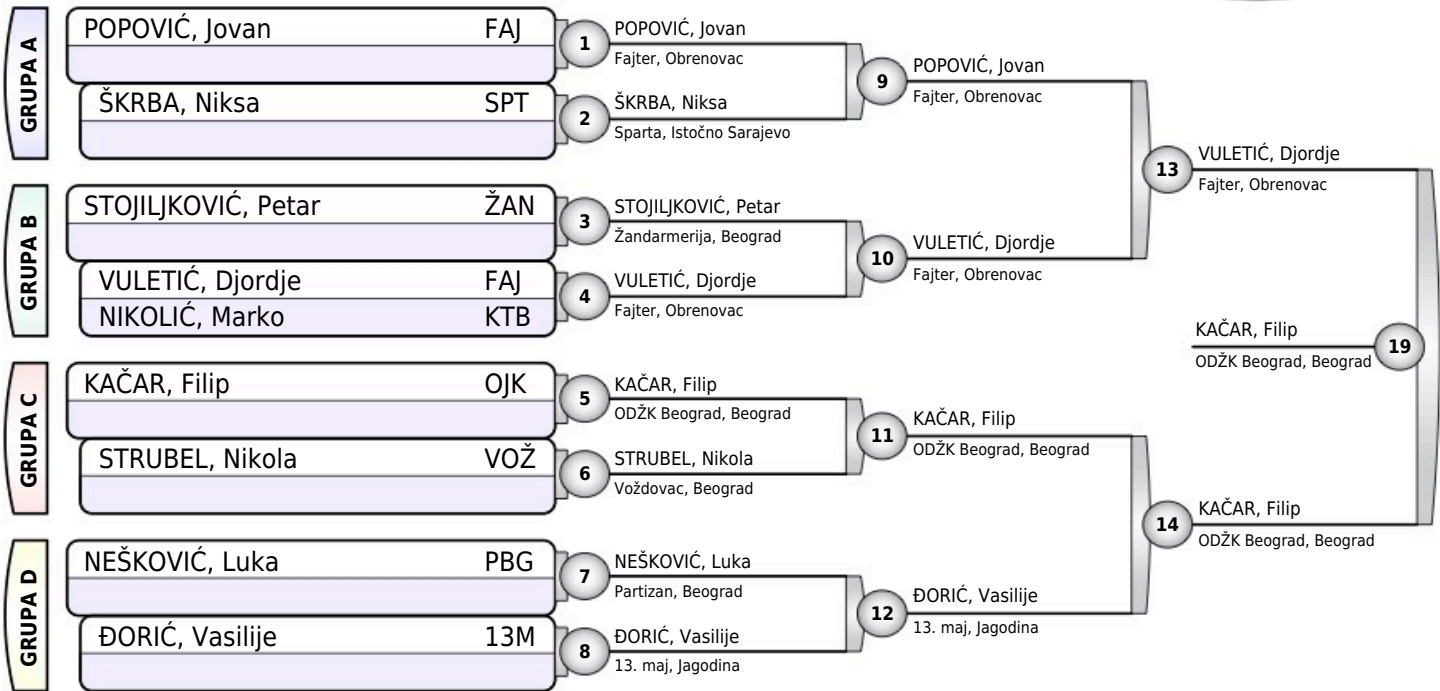 GRUPA A
POPOVIĆ, Jovan FAJ
ŠKRBA, Niksa SPT
GRUPA B
STOJILJKOVIĆ, Petar ŽAN
VULETIĆ, Djordje FAJ
NIKOLIĆ, Marko KTB
GRUPA C
KAČAR, Filip OJK
STRUBEL, Nikola VOŽ
GRUPA D
NEŠKOVIĆ, Luka PBG
ĐORIĆ, Vasilije 13M
1
POPOVIĆ, Jovan
Fajter, Obrenovac
2
ŠKRBA, Niksa
Sparta, Istočno Sarajevo
3
STOJILJKOVIĆ, Petar
Žandarmerija, Beograd
4
VULETIĆ, Djordje
Fajter, Obrenovac
5
KAČAR, Filip
ODŽK Beograd, Beograd
6
STRUBEL, Nikola
Voždovac, Beograd
7
NEŠKOVIĆ, Luka
Partizan, Beograd
8
ĐORIĆ, Vasilije
13. maj, Jagodina
9
POPOVIĆ, Jovan
Fajter, Obrenovac
10
VULETIĆ, Djordje
Fajter, Obrenovac
11
KAČAR, Filip
ODŽK Beograd, Beograd
12
ĐORIĆ, Vasilije
13. maj, Jagodina
13
VULETIĆ, Djordje
Fajter, Obrenovac
14
KAČAR, Filip
ODŽK Beograd, Beograd
KAČAR, Filip
ODŽK Beograd, Beograd
19